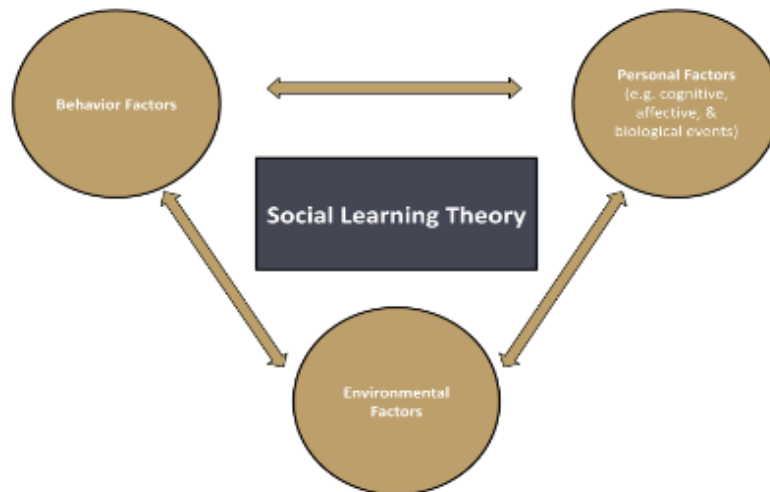 Behavior Factors
Personal Factors
(e.g. cognitive,
affective, &
biological events)
Social Learning Theory
Environmental
Factors